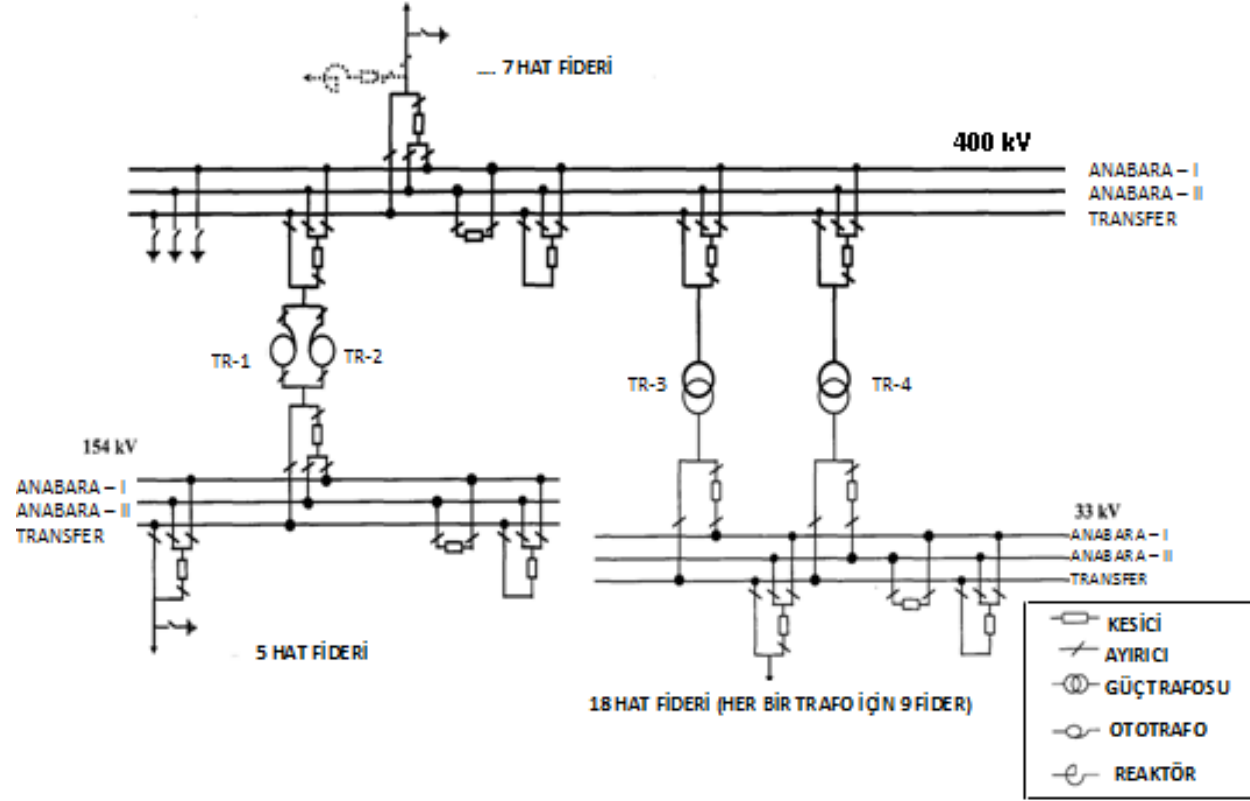 .... 7 HAT FİDERİ
400 kV
ANABARA – I
ANABARA – II
TRANSFER
TR-1
TR-2
TR-3
TR-4
154 kV
ANABARA – I
ANABARA – II
TRANSFER
33 kV
ANABARA – I
ANABARA – II
TRANSFER
5 HAT FİDERİ
18 HAT FİDERİ (HER BİR TRAFO İÇİN 9 FİDER)
KESİCİ
AYIRICI
GÜÇTRAFOSU
OTOTRAFO
REAKTÖR